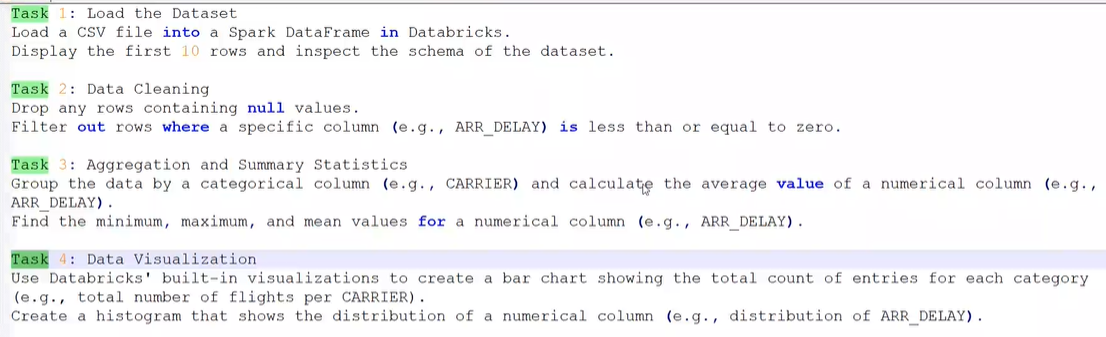 Task 1: Load the Dataset
Load a CSV file into a Spark DataFrame in Databricks.
Display the first 10 rows and inspect the schema of the dataset.
Task 2: Data Cleaning
Drop any rows containing null values.
Filter out rows where a specific column (e.g., ARR_DELAY) is less than or equal to zero.
Task 3: Aggregation and Summary Statistics
Group the data by a categorical column (e.g., CARRIER) and calculate the average value of a numerical column (e.g.,
ARR_DELAY).
Find the minimum, maximum, and mean values for a numerical column (e.g., ARR_DELAY).
Task 4: Data Visualization
Use Databricks' built-in visualizations to create a bar chart showing the total count of entries for each category
(e.g., total number of flights per CARRIER).
Create a histogram that shows the distribution of a numerical column (e.g., distribution of ARR_DELAY).